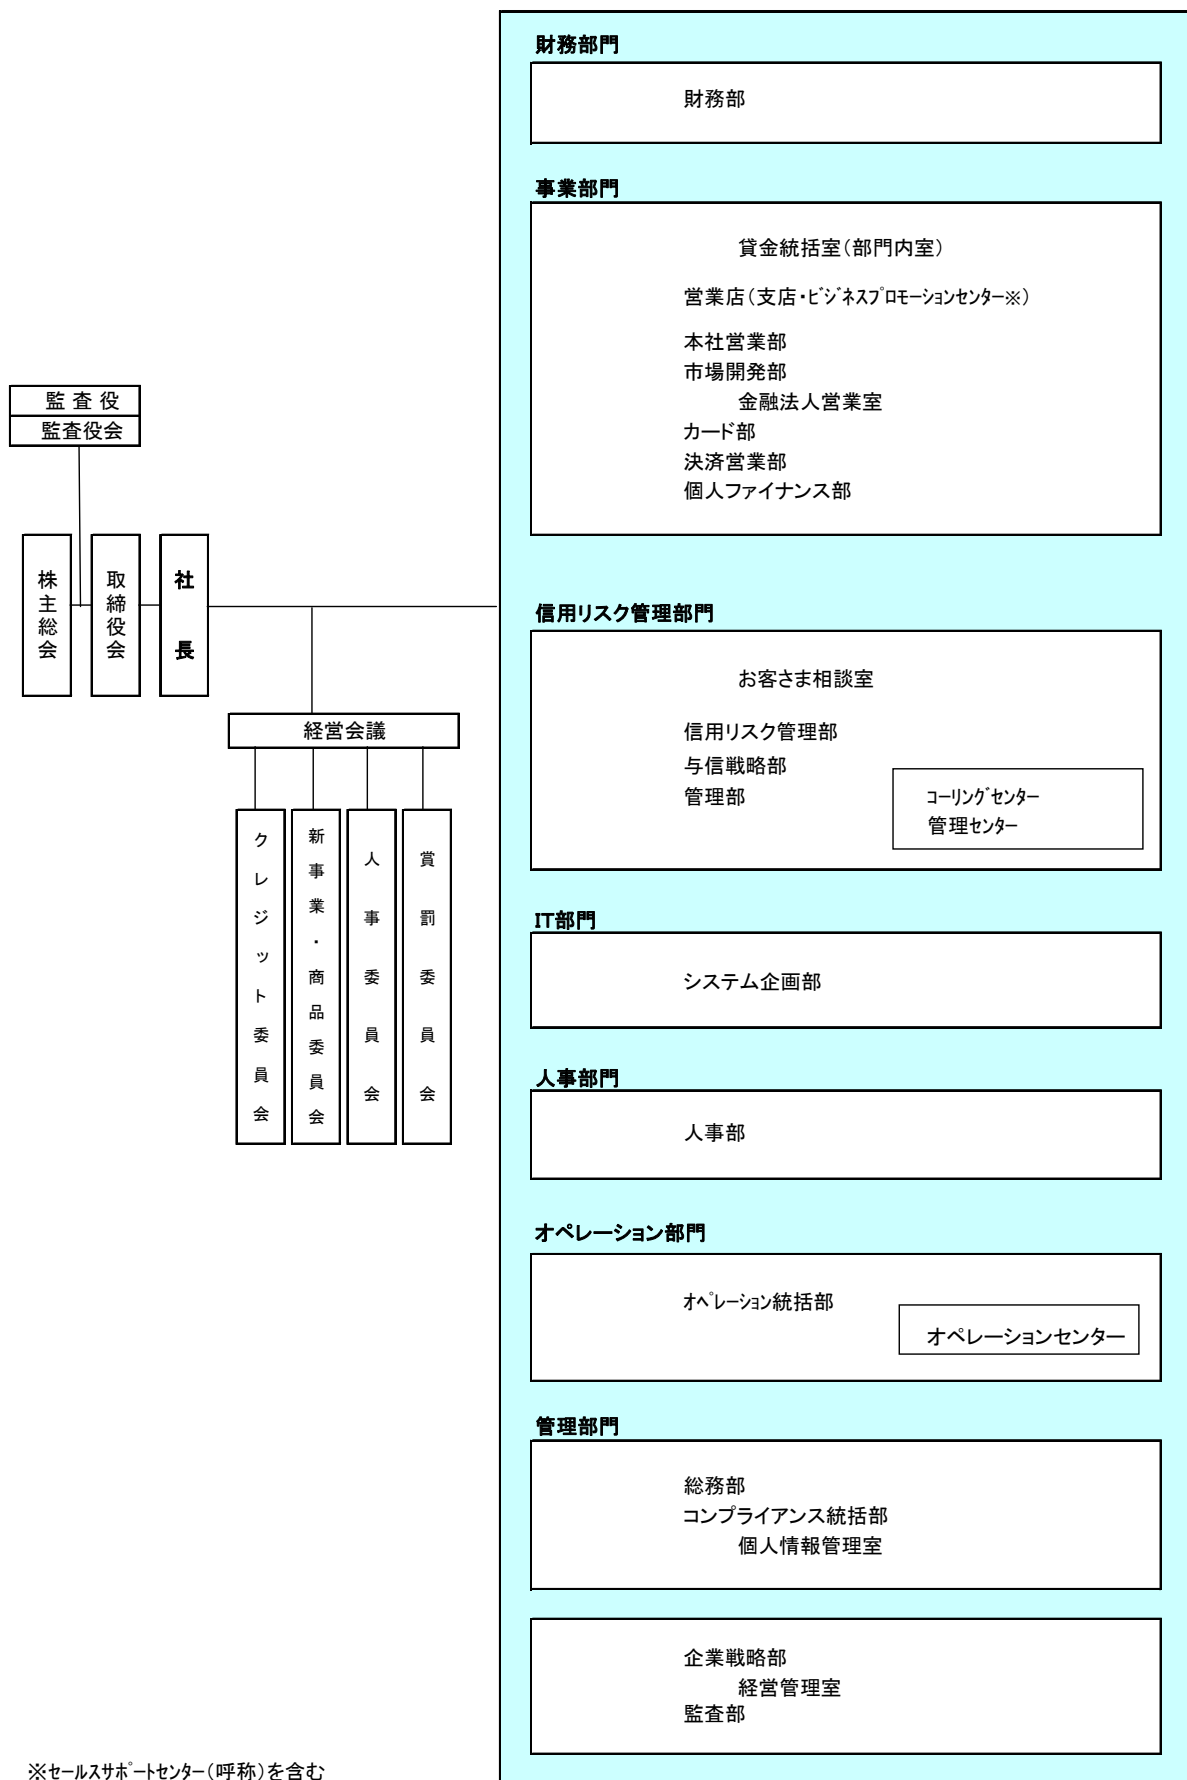 監査役
監査役会
株主総会
取締役会
社長
経営会議
クレジット委員会
新事業・商品委員会
人事委員会
賞罰委員会
財務部門
財務部
事業部門
貸金統括室(部門内室)
営業店(支店・ビジネスプロモーションセンター※)
本社営業部
市場開発部
金融法人営業室
カード部
決済営業部
個人ファイナンス部
信用リスク管理部門
お客さま相談室
信用リスク管理部
与信戦略部
管理部
コーリングセンター
管理センター
IT部門
システム企画部
人事部門
人事部
オペレーション部門
オペレーション統括部
オペレーションセンター
管理部門
総務部
コンプライアンス統括部
個人情報管理室
企業戦略部
経営管理室
監査部
※セールスサポートセンター(呼称)を含む